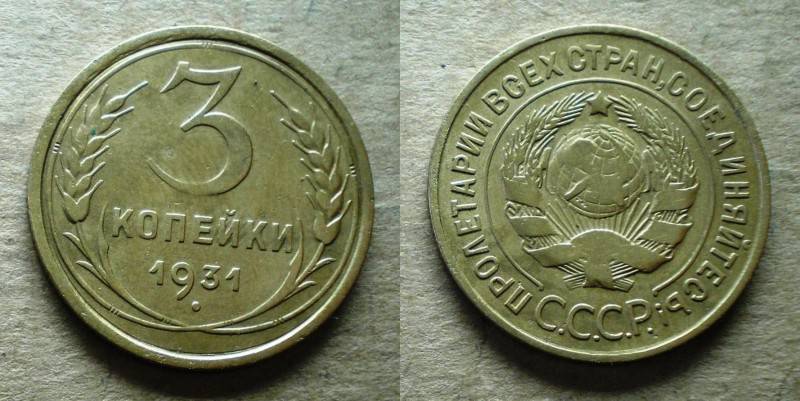 3
КОПЕЙКИ
1931
ПРОЛЕТАРИИ ВСЕХ СТРАН, СОЕДИНЯЙТЕСЬ!
С.С.С.Р.